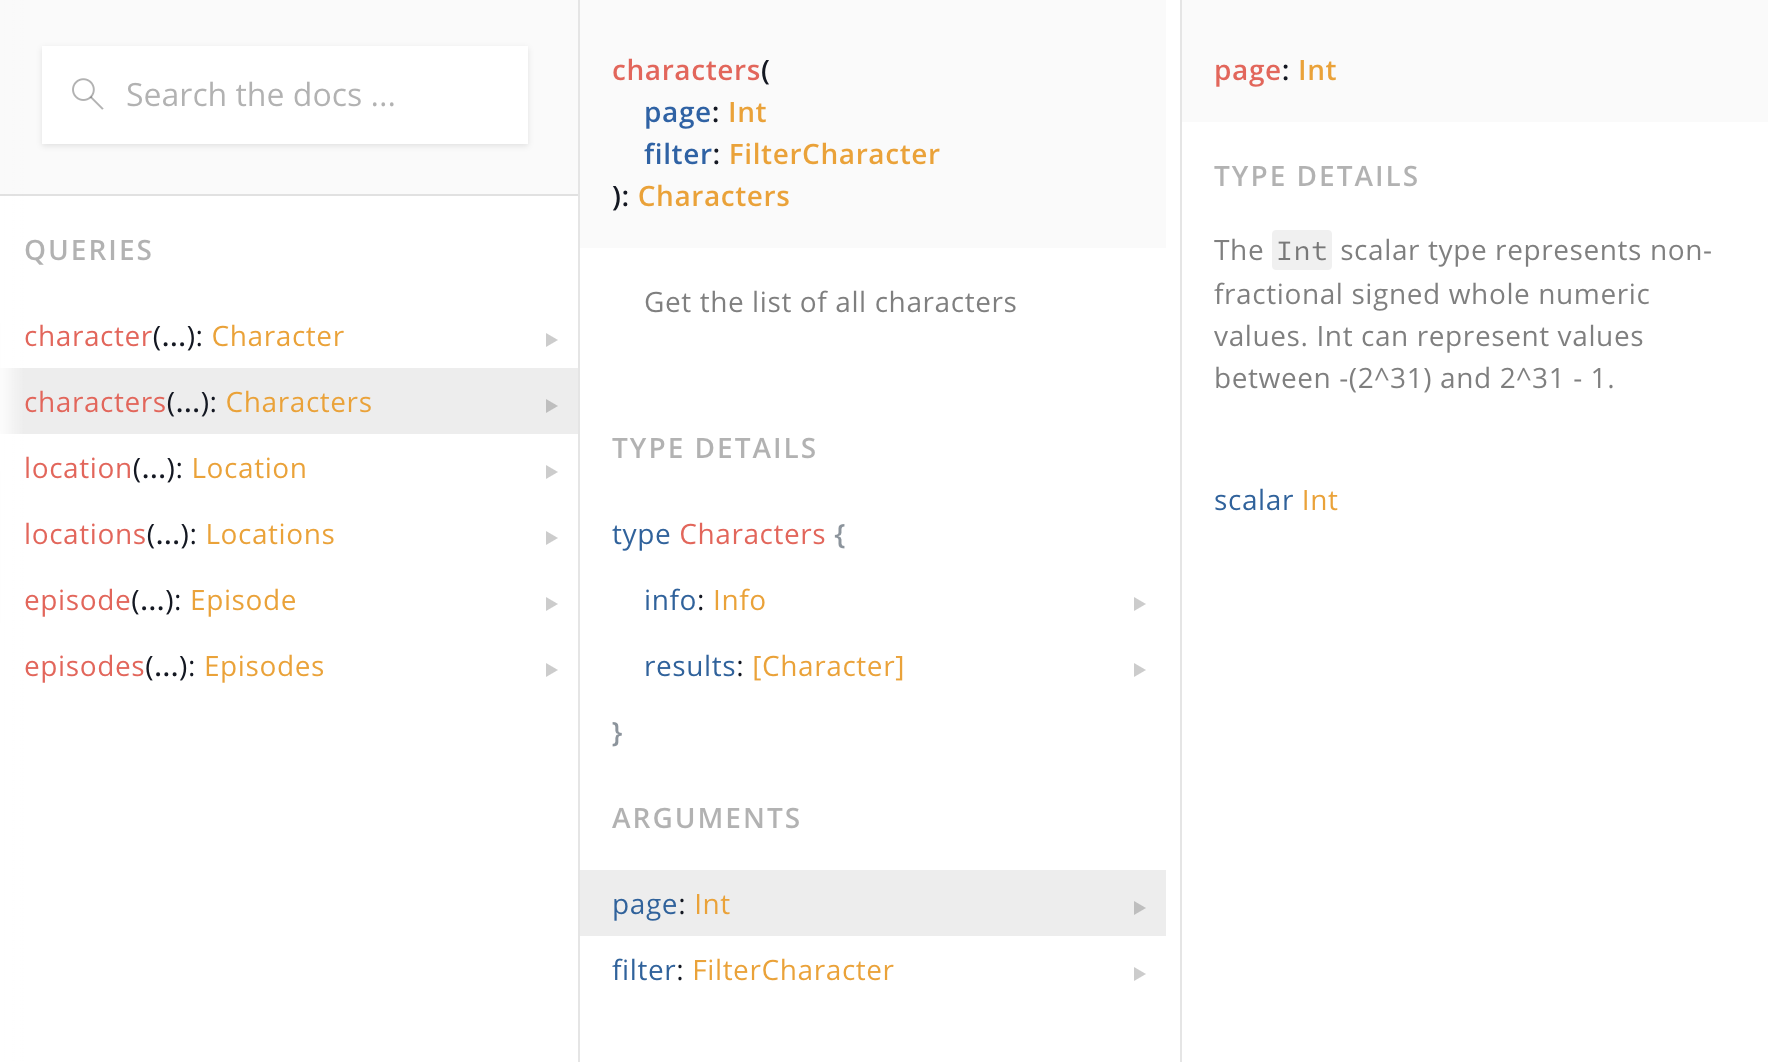 Search the docs ...
QUERIES
character(...): Character
characters(...): Characters
location(...): Location
locations(...): Locations
episode(...): Episode
episodes(...): Episodes
characters(
page: Int
filter: FilterCharacter
): Characters
Get the list of all characters
TYPE DETAILS
type Characters {
info: Info
results: [Character]
}
ARGUMENTS
page: Int
filter: FilterCharacter
page: Int
TYPE DETAILS
The Int scalar type represents non-
fractional signed whole numeric
values. Int can represent values
between -(2^31) and 2^31 - 1.
scalar Int